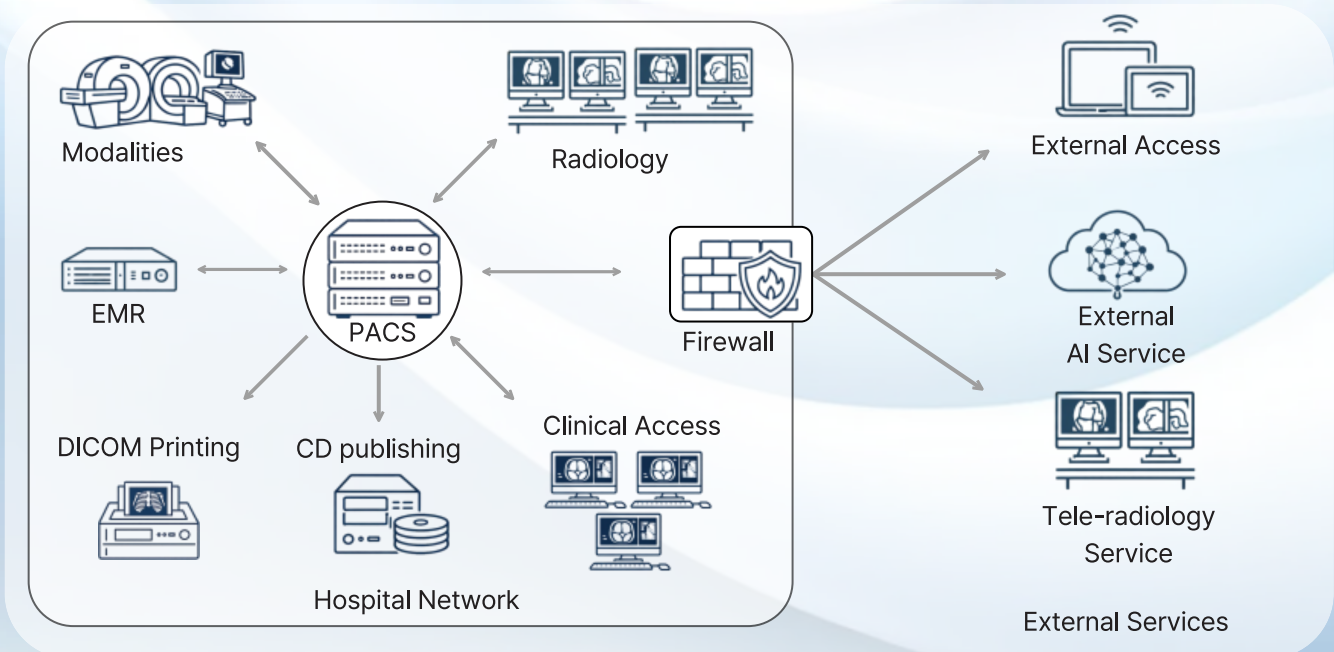 Modalities
Radiology
External Access
EMR
PACS
Firewall
External
AI Service
DICOM Printing
CD publishing
Clinical Access
Tele-radiology
Service
Hospital Network
External Services